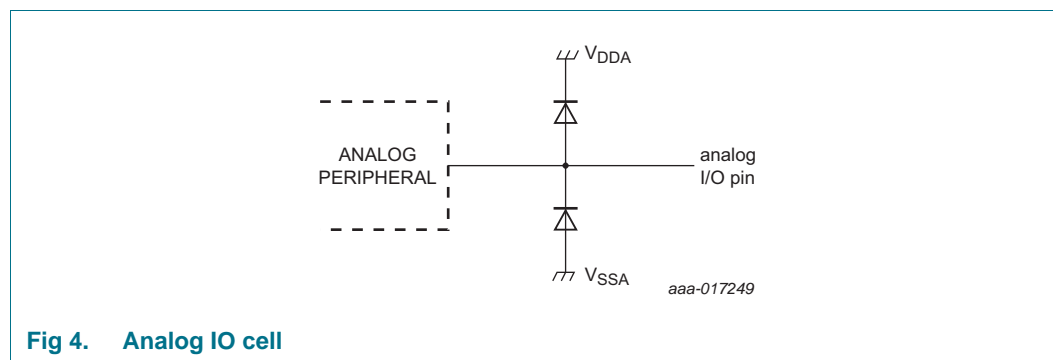 VDDA
ANALOG
PERIPHERAL
analog
I/O pin
VSSA
aaa-017249
Fig 4. Analog IO cell